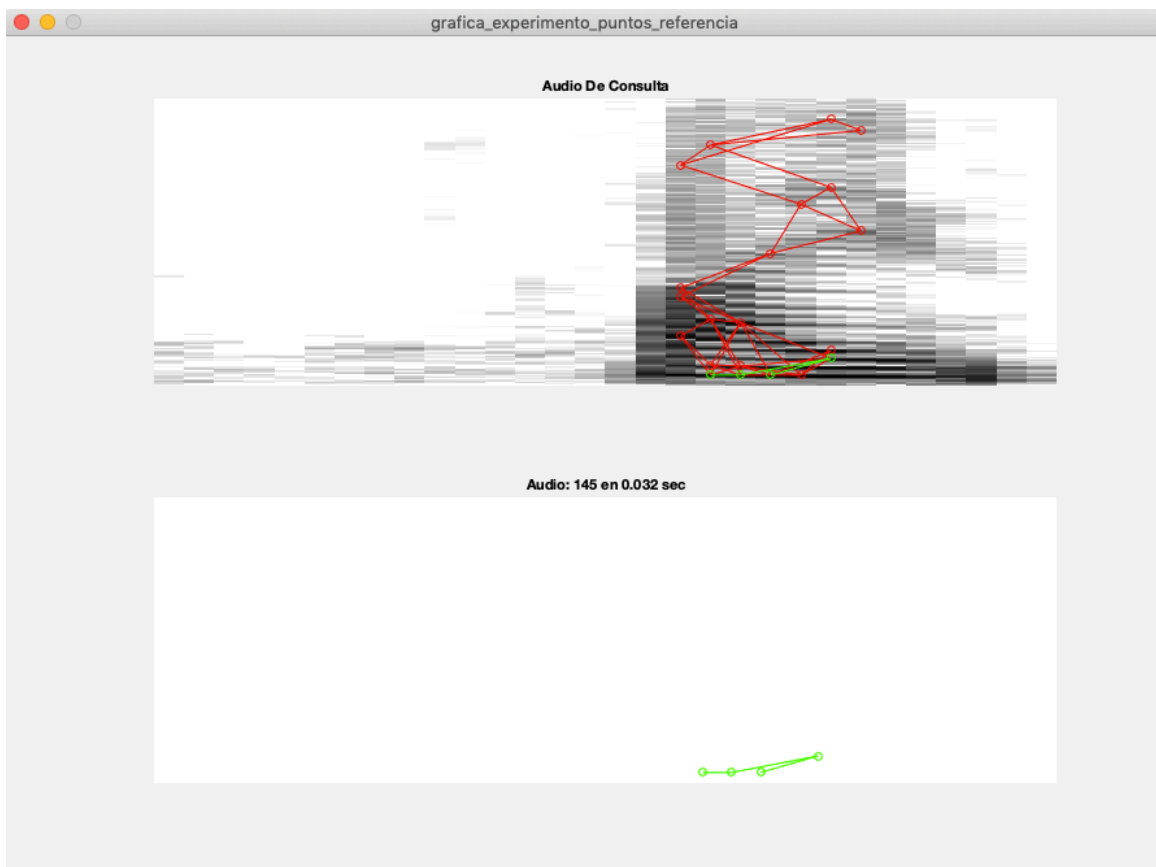 grafica_experimento_puntos_referencia
Audio De Consulta
Audio: 145 en 0.032 sec